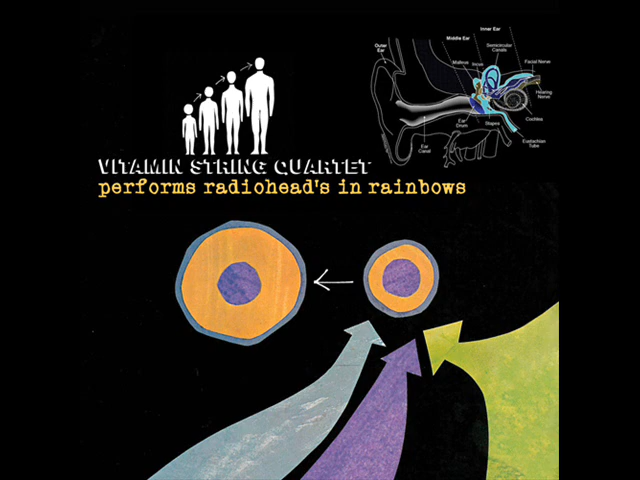 VITAMIN STRING QUARTET
performs radiohead's in rainbows
Inner Ear
Middle Ear
Outer Ear
Semicircular
Canals
Malleus
Incus
Facial Nerve
Hearing
Nerve
Cochlea
Stapes
Ear
Drum
Ear
Canal
Eustachian
Tube